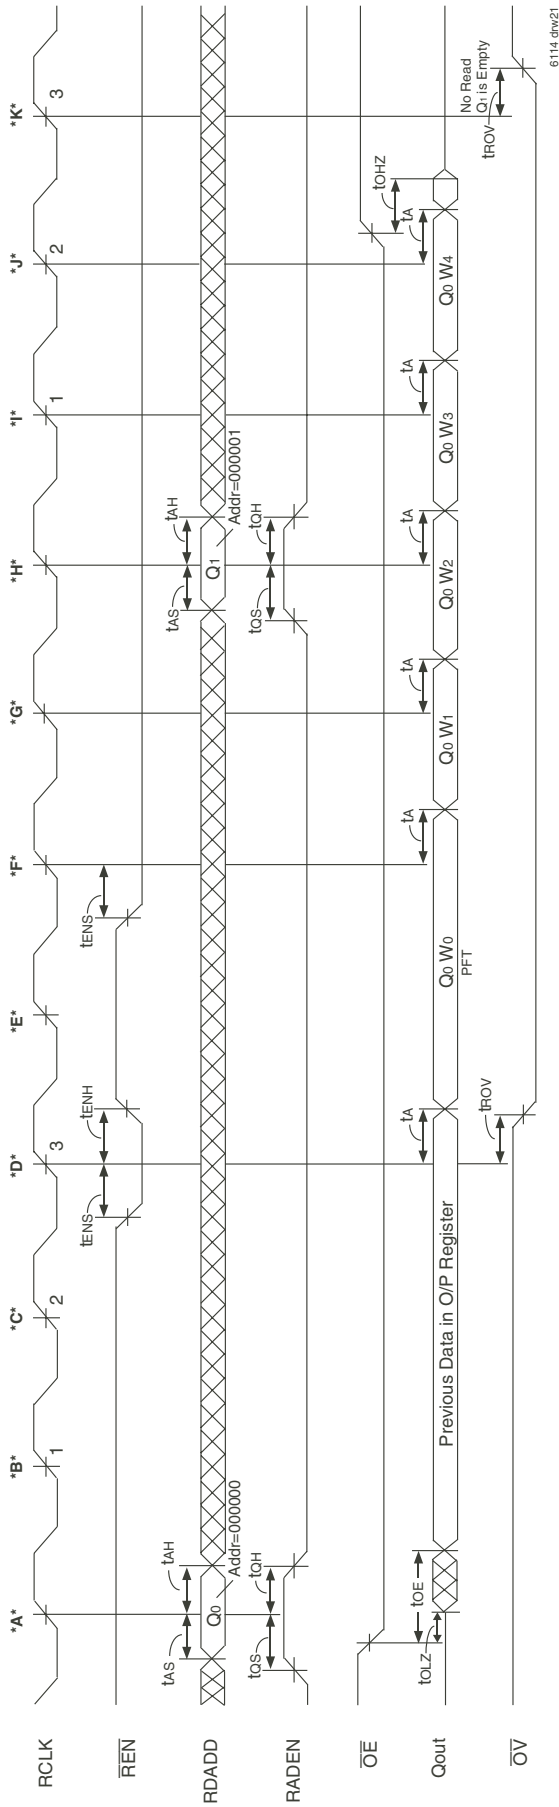 *A* *B* *C* *D* *E* *F* *G* *H* *I* *J* *K*
RCLK 1 2 3 1 2 3
tENS tENH tENS
REN
tAS tAH tAS tAH
RDADD Q0 Q1
Addr=000000 Addr=000001
tQS tQH tQS tQH
RADEN
OE
tOLZ tOE tA tA tA tA tA tA tOHZ
Qout Previous Data in O/P Register Q0 W0 Q0 W1 Q0 W2 Q0 W3 Q0 W4
PFT
No Read
Q1 is Empty
tROV tROV
OV
6114 drw21